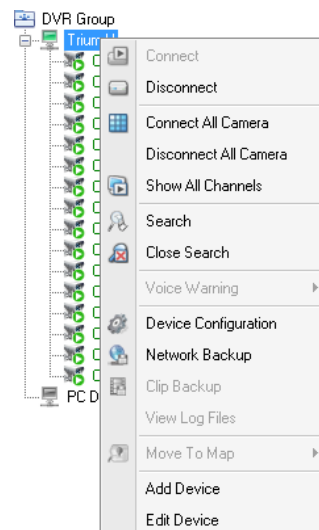 DVR Group
Connect
Disconnect
Connect All Camera
Disconnect All Camera
Show All Channels
Search
Close Search
Voice Warning
Device Configuration
Network Backup
Clip Backup
PC D
View Log Files
Move To Map
Add Device
Edit Device